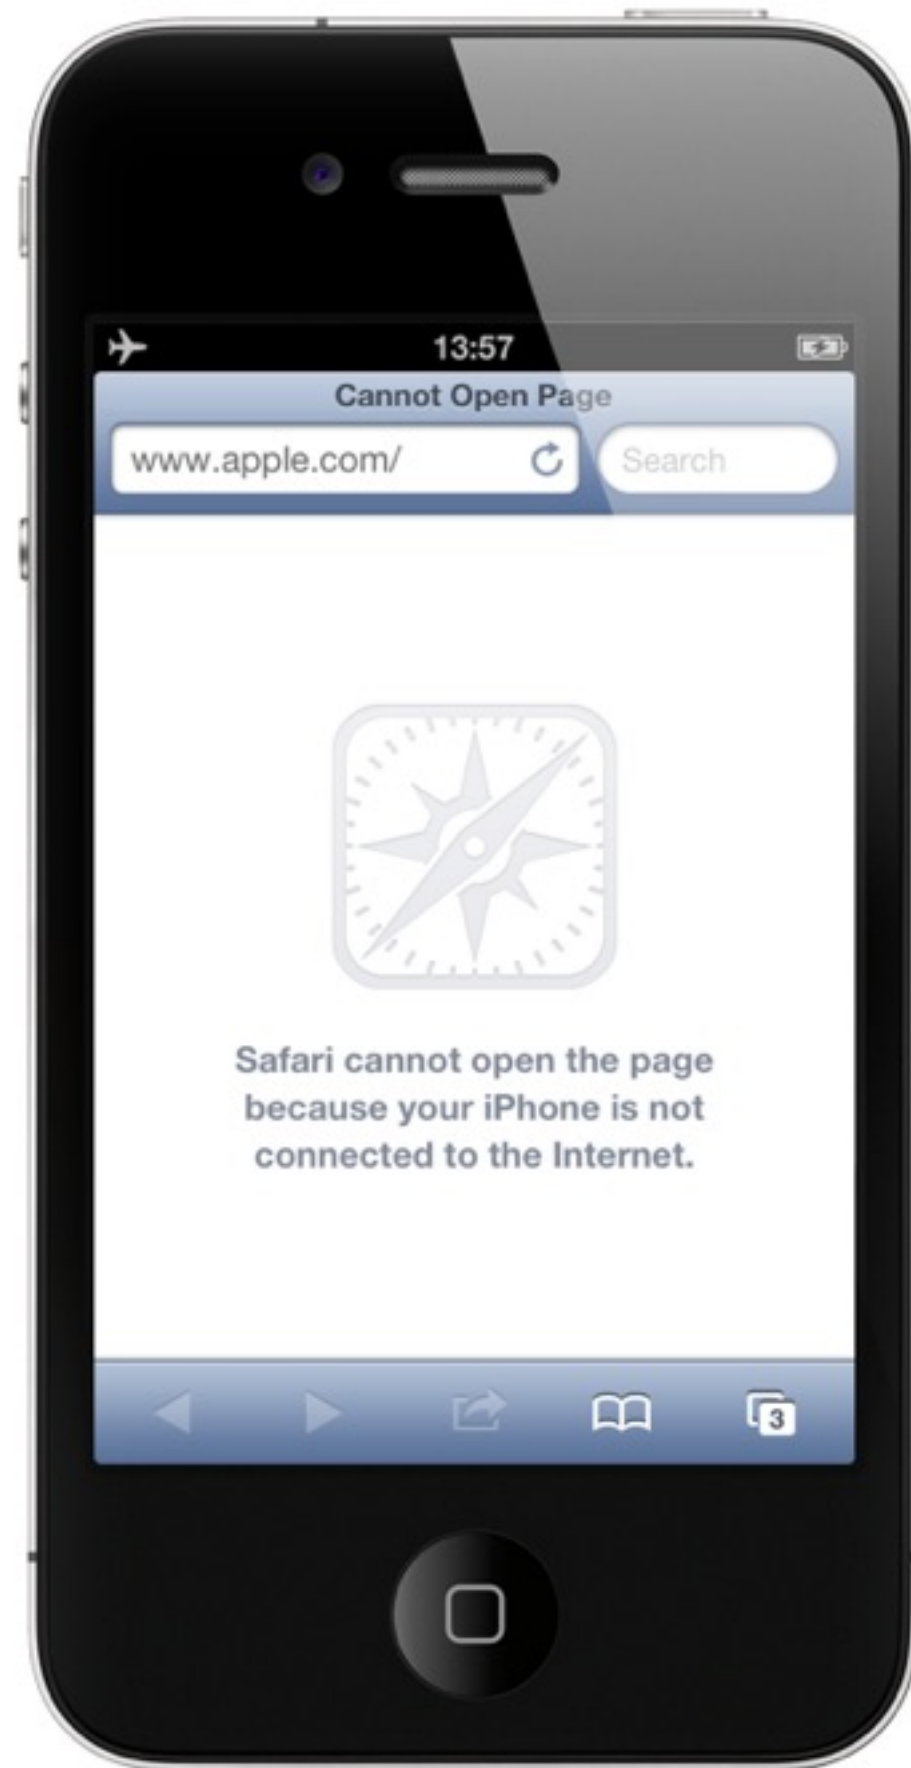 13:57
Cannot Open Page
www.apple.com/ Search
Safari cannot open the page
because your iPhone is not
connected to the Internet.
3